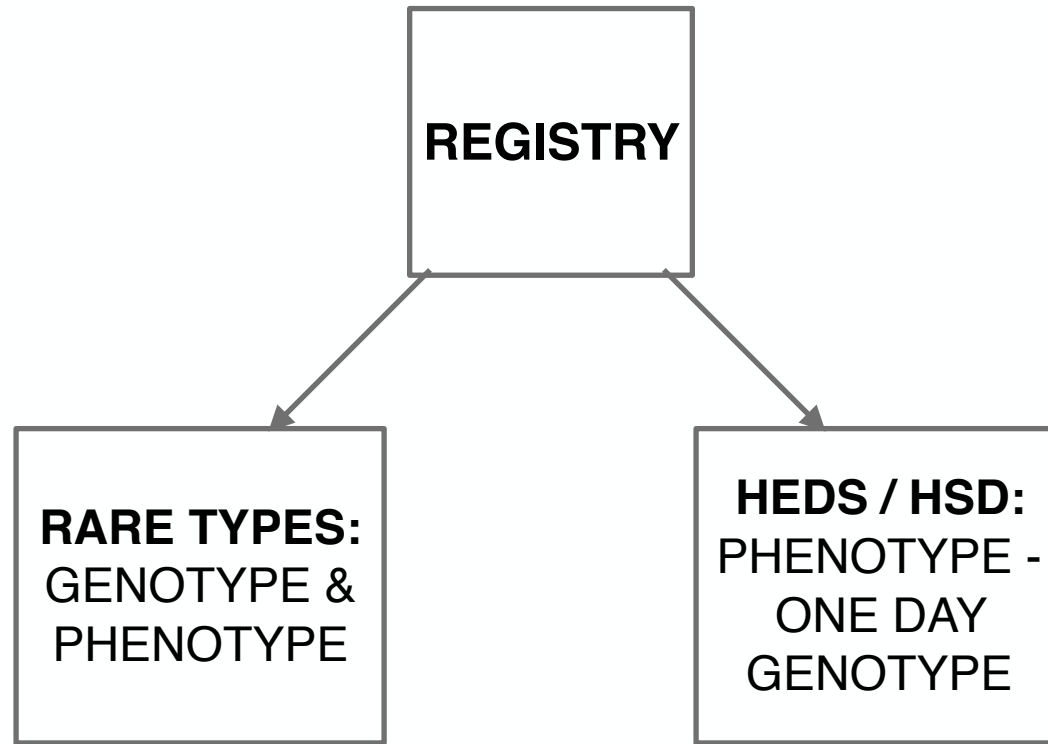 REGISTRY
RARE TYPES:
GENOTYPE &
PHENOTYPE
HEDS / HSD:
PHENOTYPE -
ONE DAY
GENOTYPE